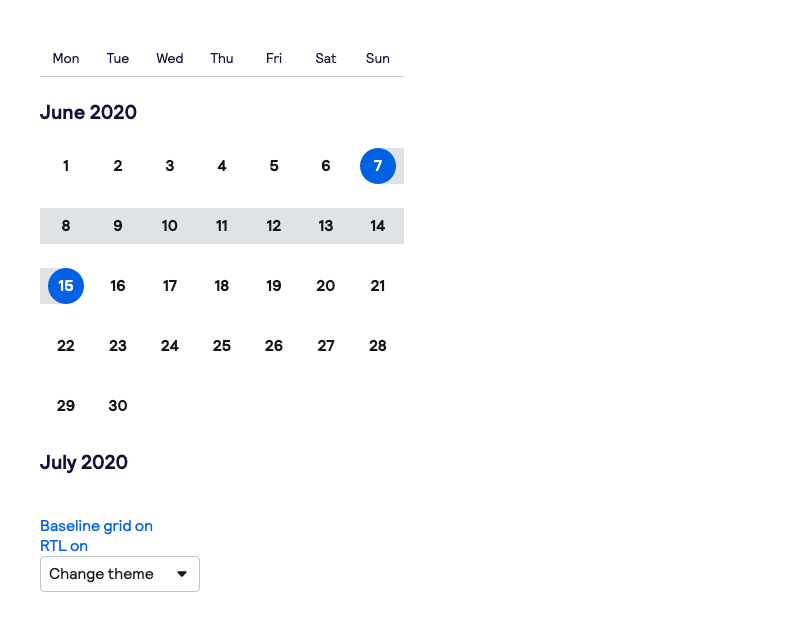 Mon Tue Wed Thu Fri Sat Sun
June 2020
1 2 3 4 5 6 7
8 9 10 11 12 13 14
15 16 17 18 19 20 21
22 23 24 25 26 27 28
29 30
July 2020
Baseline grid on
RTL on
Change theme